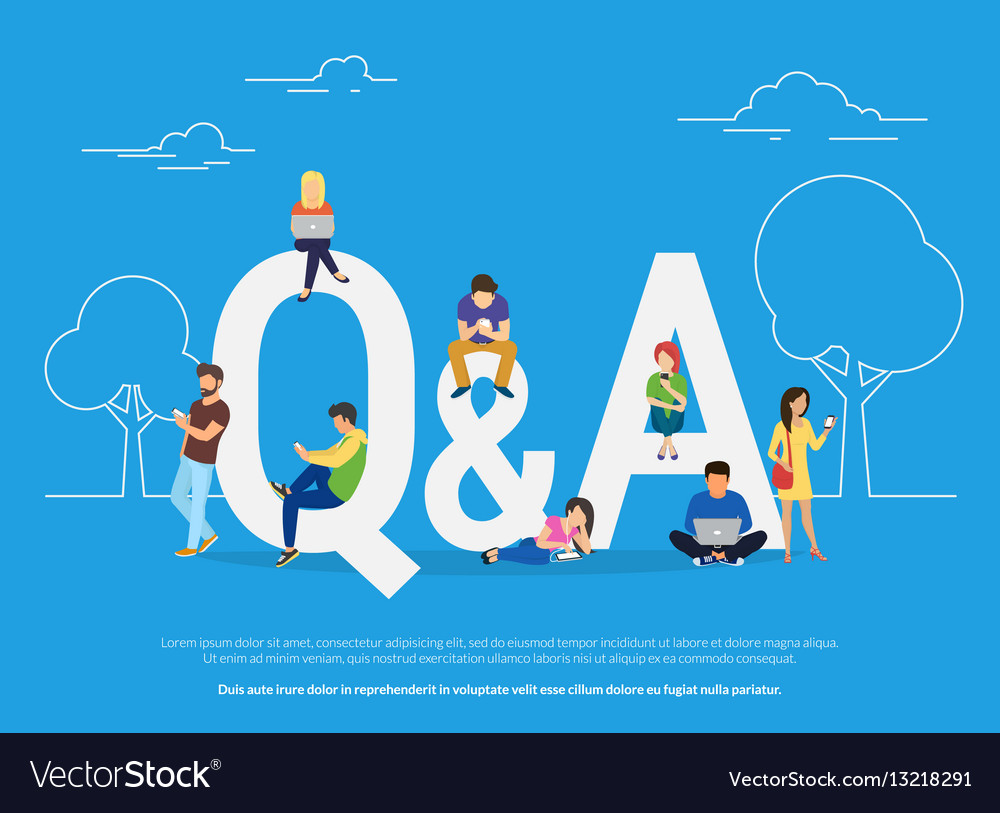 Q&A
Lorem ipsum dolor sit amet, consectetur adipisicing elit, sed do eiusmod tempor incididunt ut labore et dolore magna aliqua.
Ut enim ad minim veniam, quis nostrud exercitation ullamco laboris nisi ut aliquip ex ea commodo consequat.
Duis aute irure dolor in reprehenderit in voluptate velit esse cillum dolore eu fugiat nulla pariatur.
VectorStock®
VectorStock.com/13218291